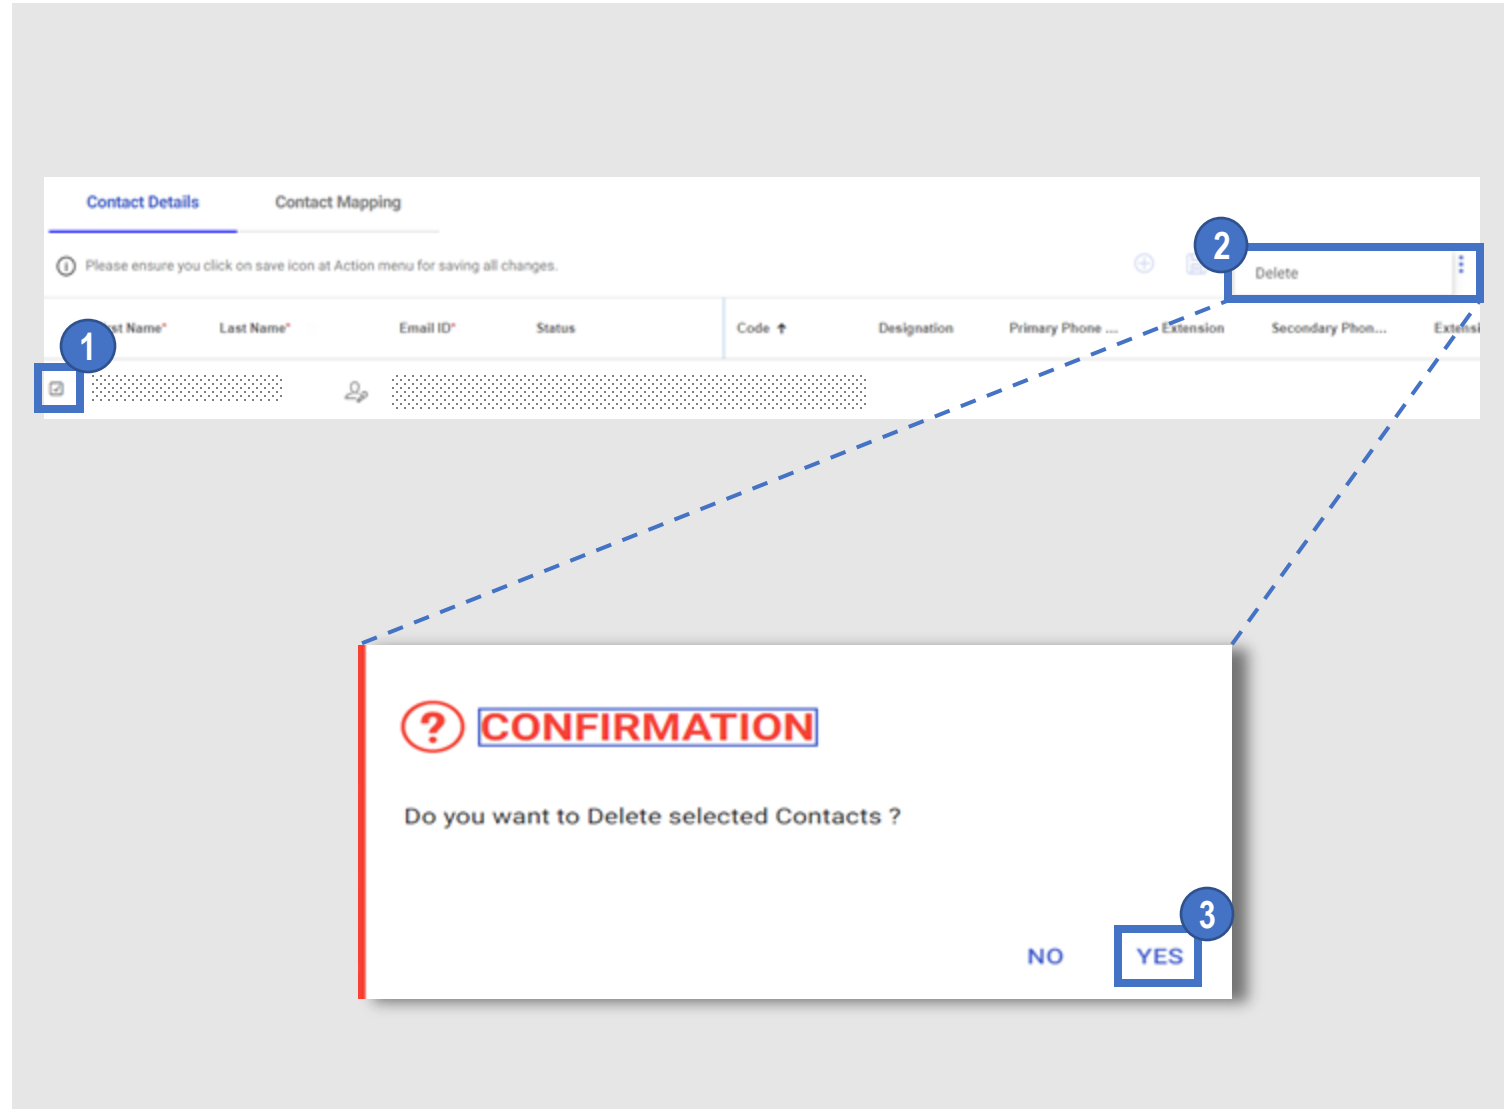 Contact Details Contact Mapping
2
Please ensure you click on save icon at Action menu for saving all changes.
Delete
Name* Last Name* Email ID* Status Code ↑ Designation Primary Phone ... Extension Secondary Phon...
1
? CONFIRMATION
Do you want to Delete selected Contacts ?
3
NO YES